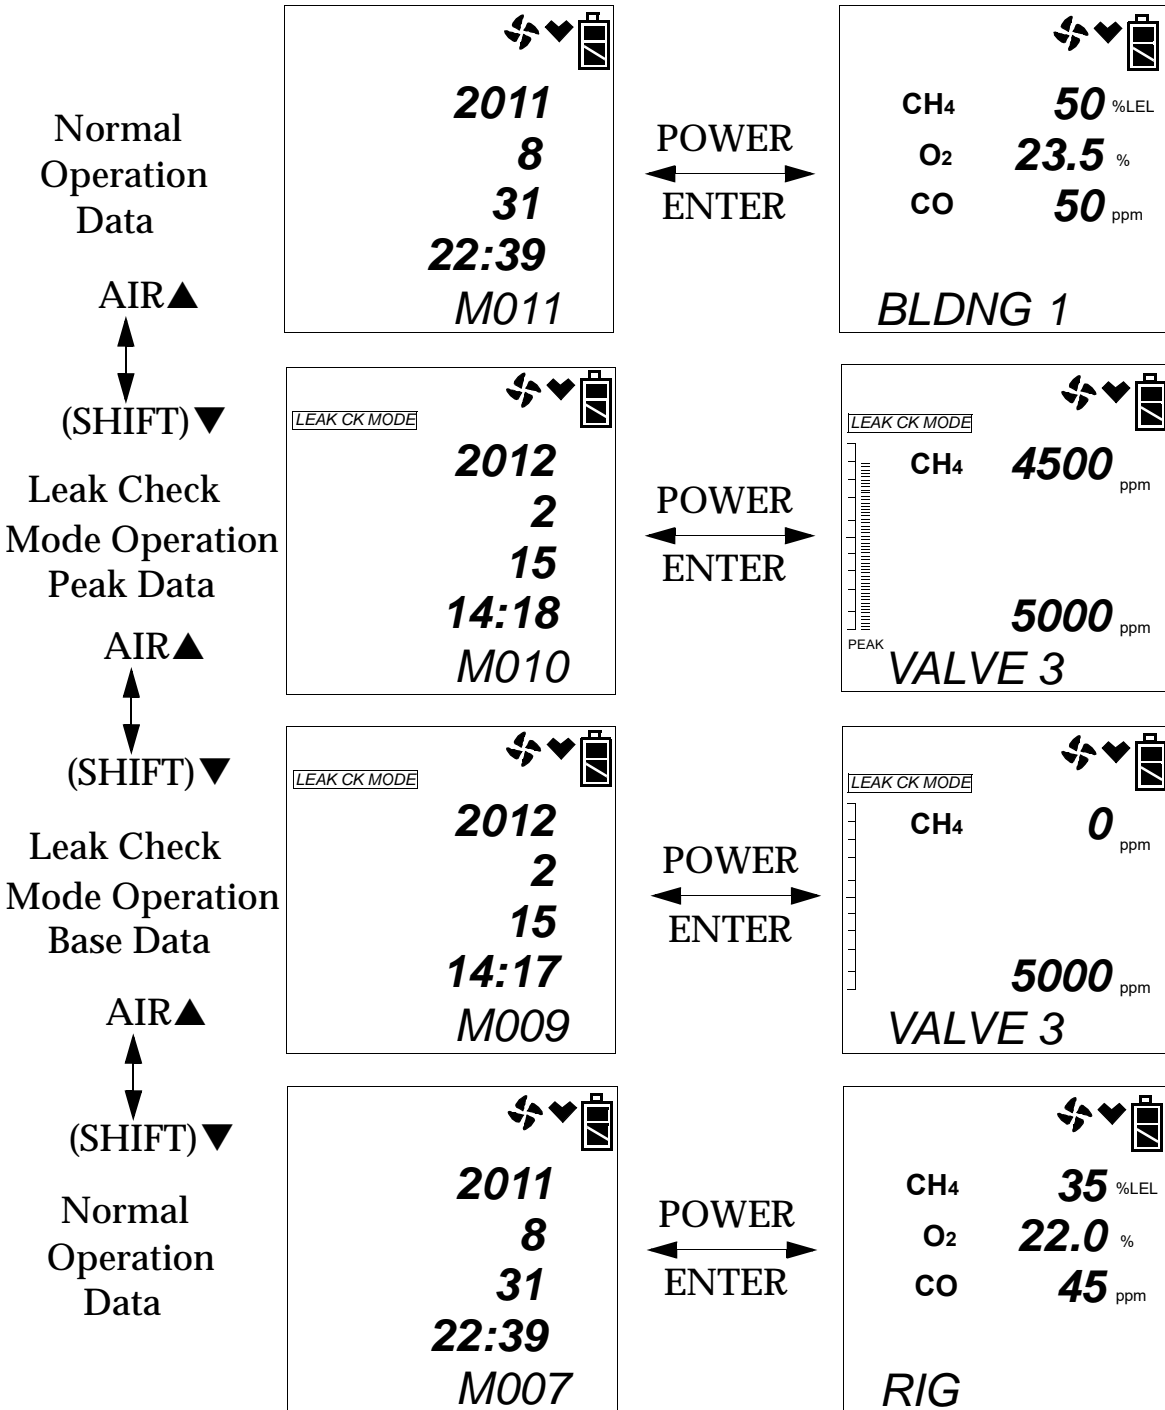 Normal
Operation
Data
2011
8
31
22:39
M011
POWER
ENTER
CH4 50 %LEL
O2 23.5 %
CO 50 ppm
BLDNG 1
AIR▲
(SHIFT)▼
Leak Check
Mode Operation
Peak Data
LEAK CK MODE
2012
2
15
14:18
M010
POWER
ENTER
LEAK CK MODE
CH4 4500 ppm
5000 ppm
PEAK
VALVE 3
AIR▲
(SHIFT)▼
Leak Check
Mode Operation
Base Data
LEAK CK MODE
2012
2
15
14:17
M009
POWER
ENTER
LEAK CK MODE
CH4 0 ppm
5000 ppm
VALVE 3
AIR▲
(SHIFT)▼
Normal
Operation
Data
2011
8
31
22:39
M007
POWER
ENTER
CH4 35 %LEL
O2 22.0 %
CO 45 ppm
RIG